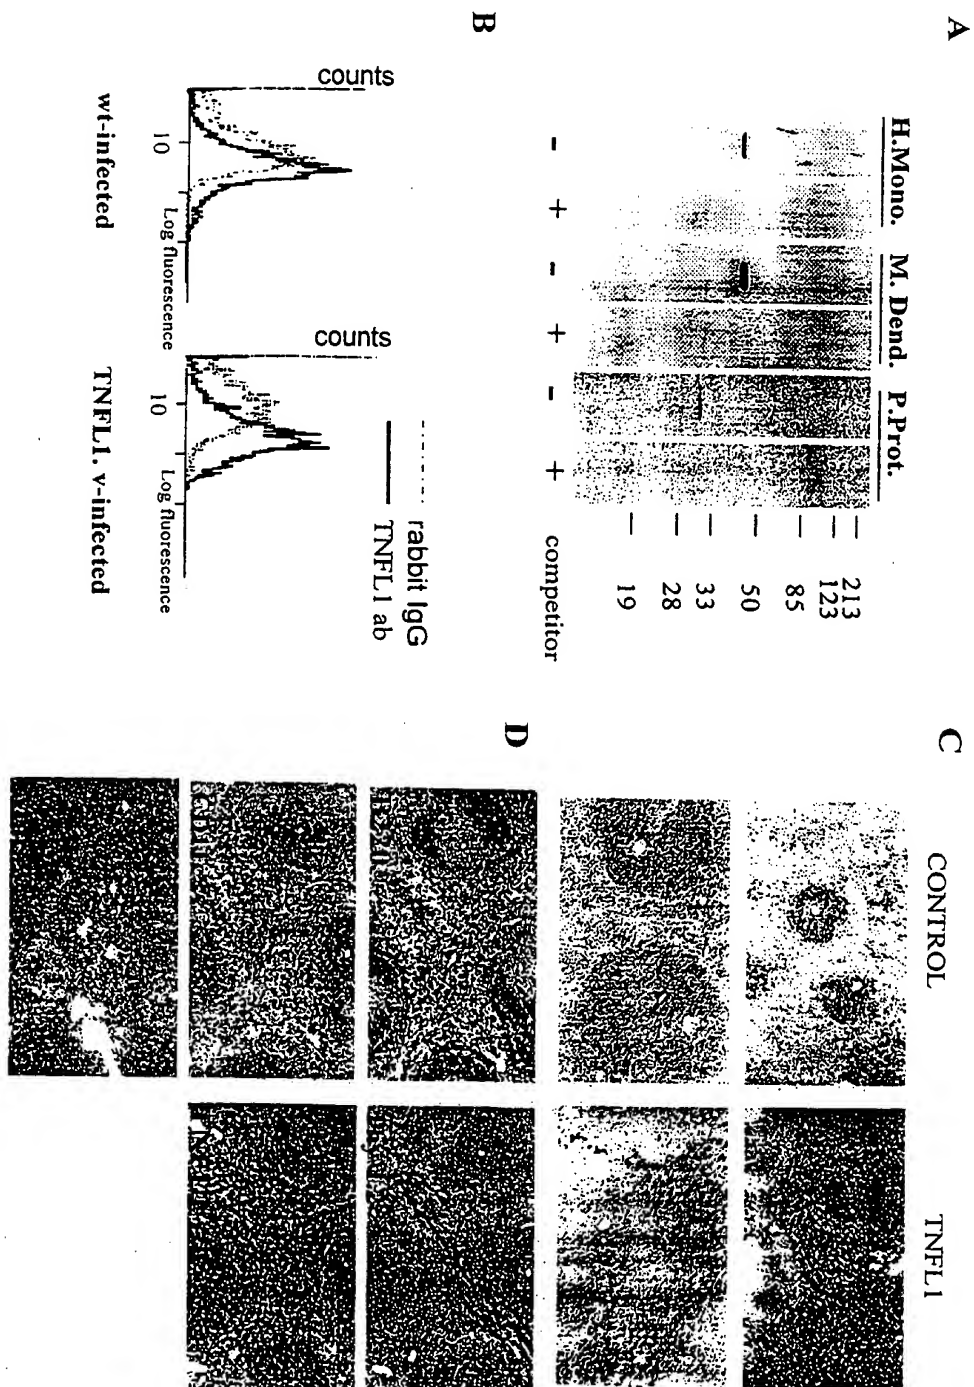 A
H.Mono. M. Dend. P.Prot.
- + - + - + competitor
213
123
85
50
33
28
19
B
counts
10
Log fluorescence
wt-infected
counts
10
Log fluorescence
TNFL1. v-infected
rabbit IgG
TNFL1 ab
C
CONTROL TNFL1
D